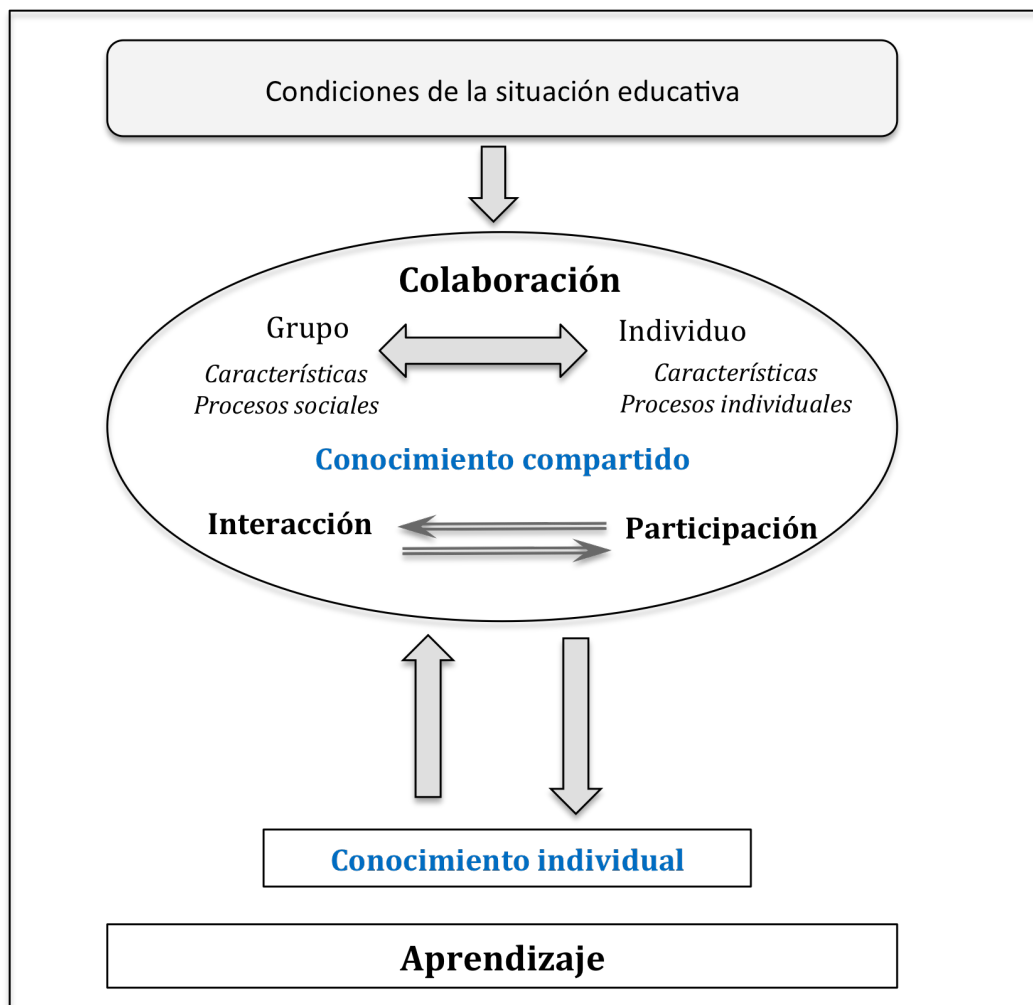 Condiciones de la situación educativa
Colaboración
Grupo
Individuo
Características
Procesos sociales
Características
Procesos individuales
Conocimiento compartido
Interacción
Participación
Conocimiento individual
Aprendizaje